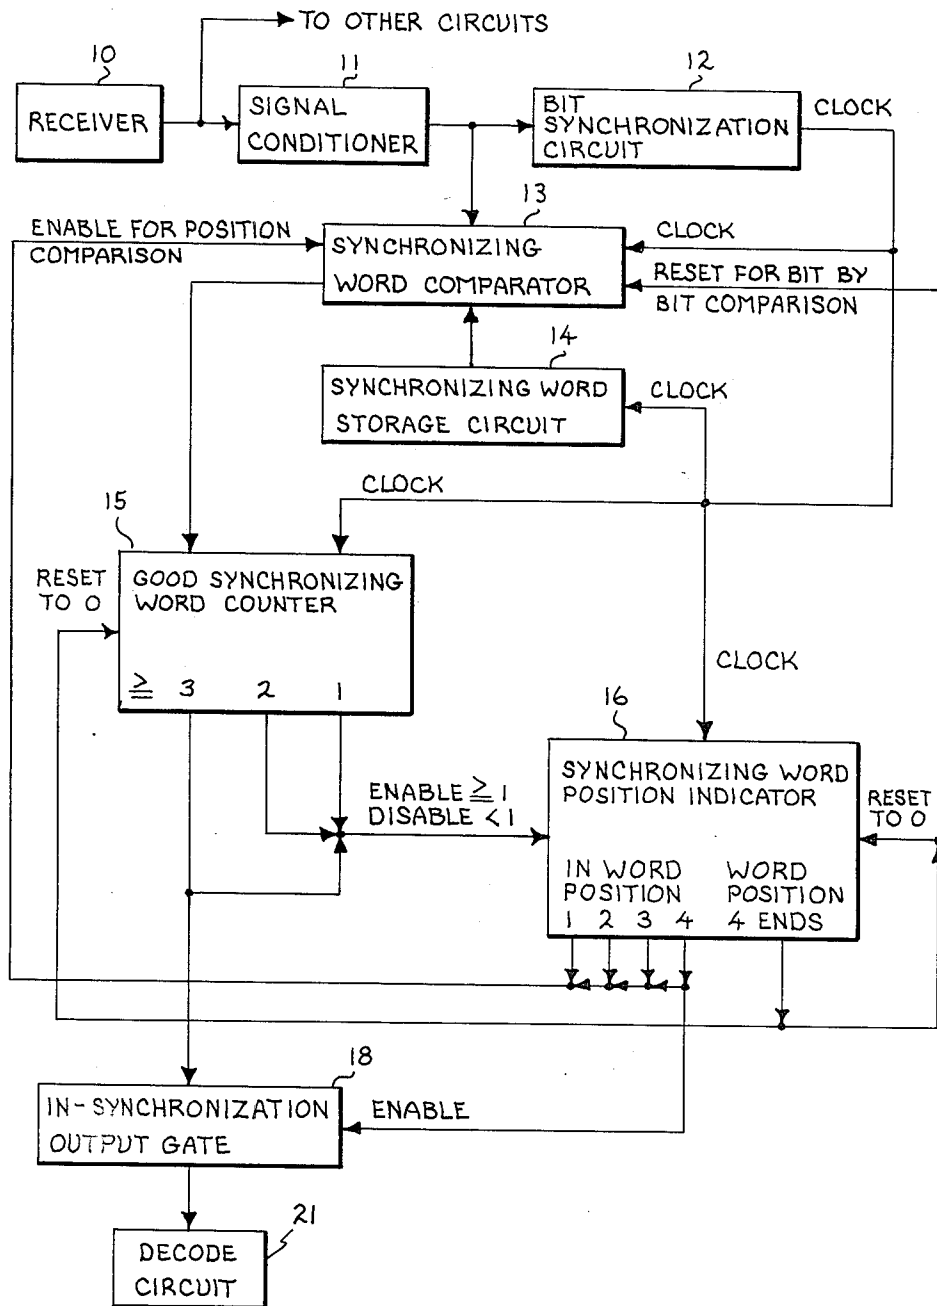 TO OTHER CIRCUITS
10
11
12
RECEIVER
SIGNAL
CONDITIONER
BIT
SYNCHRONIZATION
CIRCUIT
CLOCK
13
ENABLE FOR POSITION
COMPARISON
SYNCHRONIZING
WORD COMPARATOR
CLOCK
RESET FOR BIT BY
BIT COMPARISON
14
SYNCHRONIZING WORD
STORAGE CIRCUIT
CLOCK
CLOCK
15
RESET
TO 0
GOOD SYNCHRONIZING
WORD COUNTER
≧ 3 2 1
CLOCK
16
ENABLE ≧ 1
DISABLE < 1
SYNCHRONIZING WORD
POSITION INDICATOR
RESET
TO 0
IN WORD
POSITION
1 2 3 4
WORD
POSITION
4 ENDS
18
IN-SYNCHRONIZATION
OUTPUT GATE
ENABLE
21
DECODE
CIRCUIT